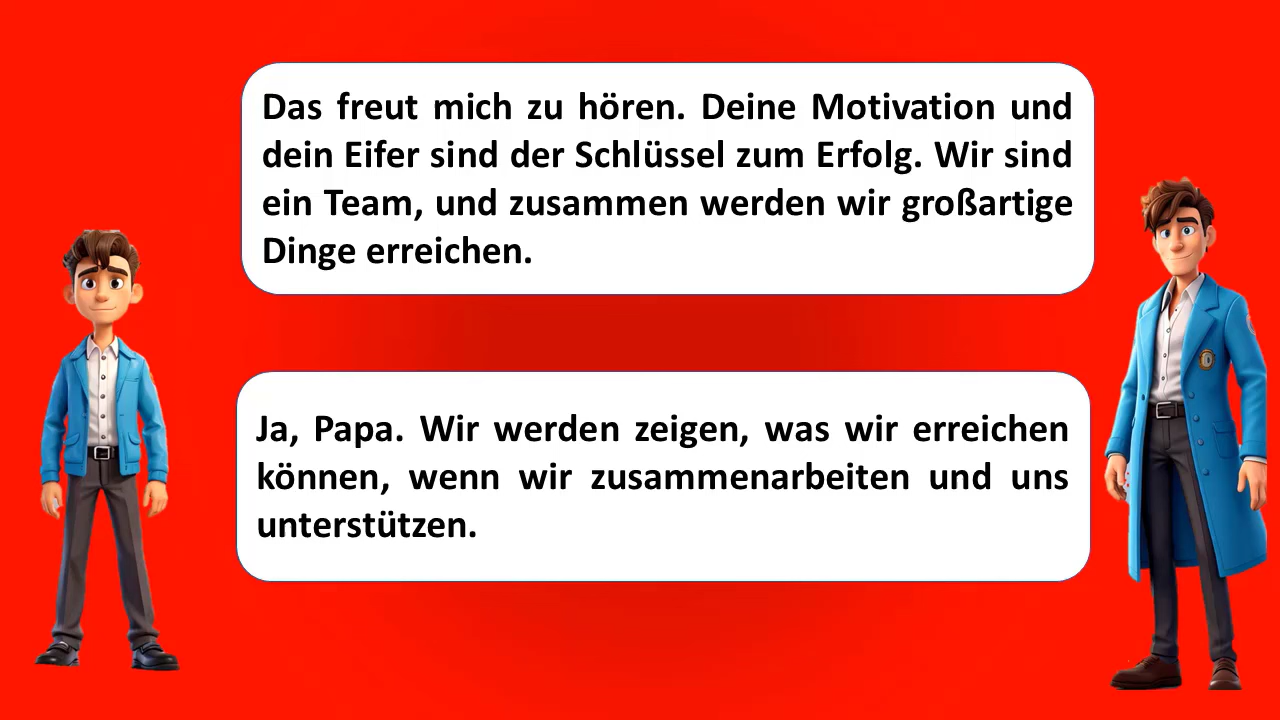 Das freut mich zu hören. Deine Motivation und
dein Eifer sind der Schlüssel zum Erfolg. Wir sind
ein Team, und zusammen werden wir großartige
Dinge erreichen.
Ja, Papa. Wir werden zeigen, was wir erreichen
können, wenn wir zusammenarbeiten und uns
unterstützen.